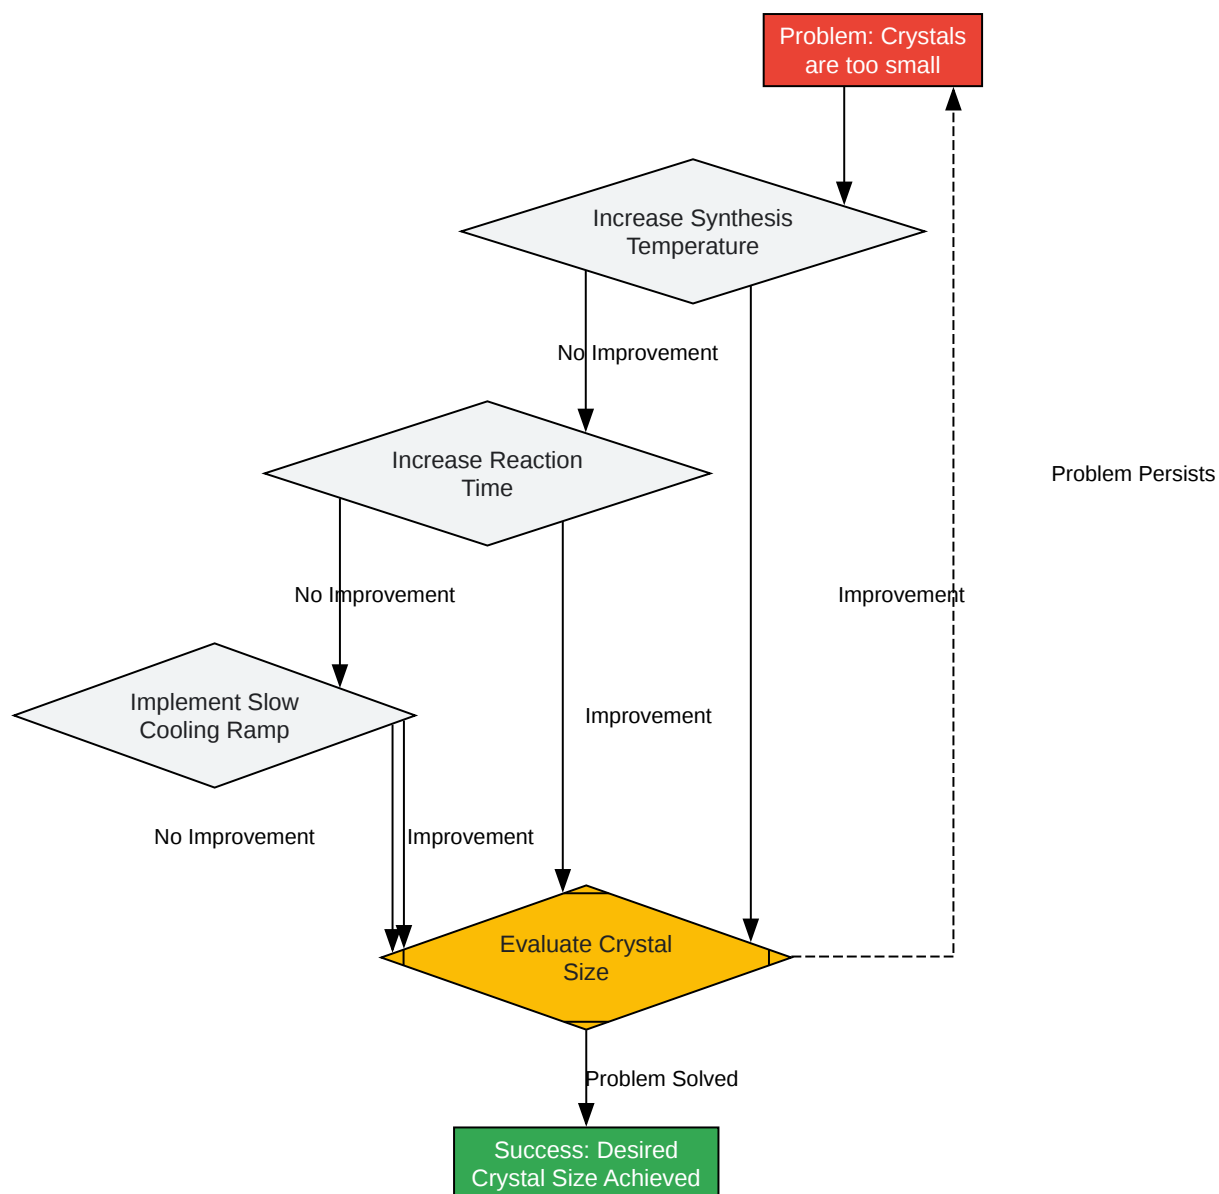 Problem: Crystals
are too small
Increase Synthesis
Temperature
No Improvement
Increase Reaction
Time
Problem Persists
No Improvement
Improvement
Implement Slow
Cooling Ramp
Improvement
No Improvement
Improvement
Evaluate Crystal
Size
Problem Solved
Success: Desired
Crystal Size Achieved